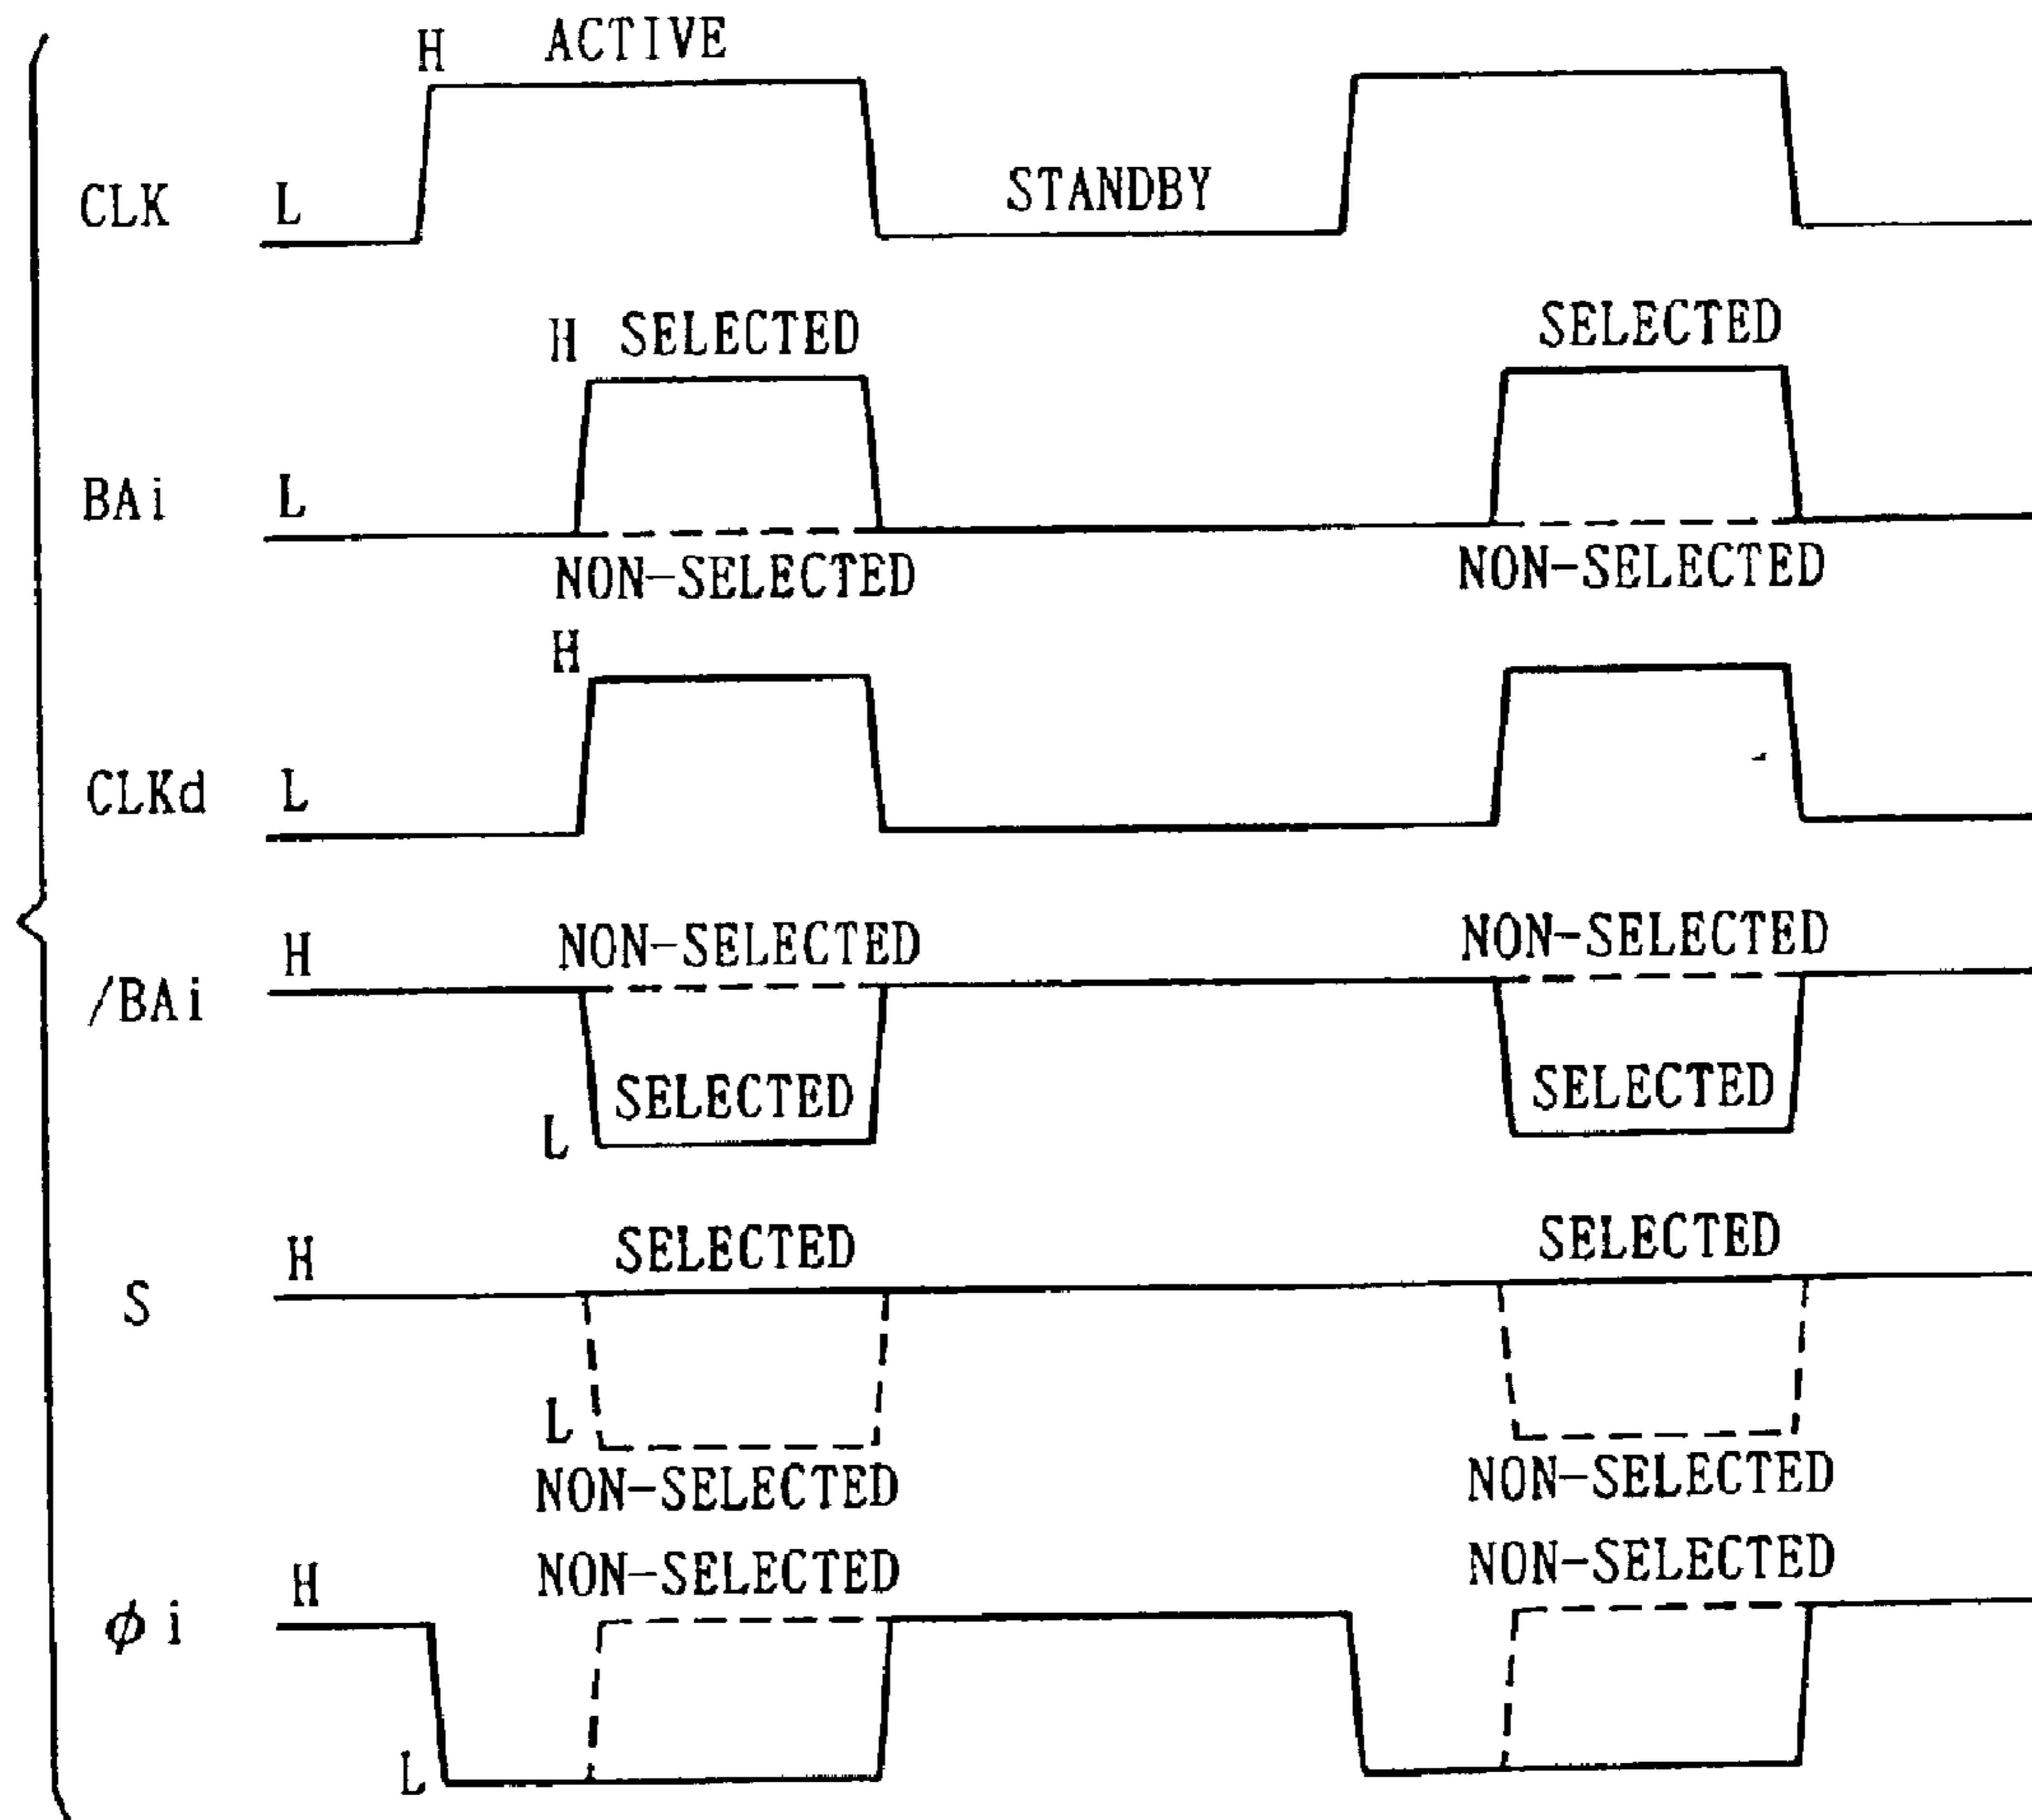 H ACTIVE
CLK L STANDBY
H SELECTED SELECTED
BAi L
NON-SELECTED NON-SELECTED
H
CLKd L
H NON-SELECTED NON-SELECTED
/BAi
L SELECTED SELECTED
H SELECTED SELECTED
S
L
NON-SELECTED NON-SELECTED
H NON-SELECTED NON-SELECTED
ϕi
L